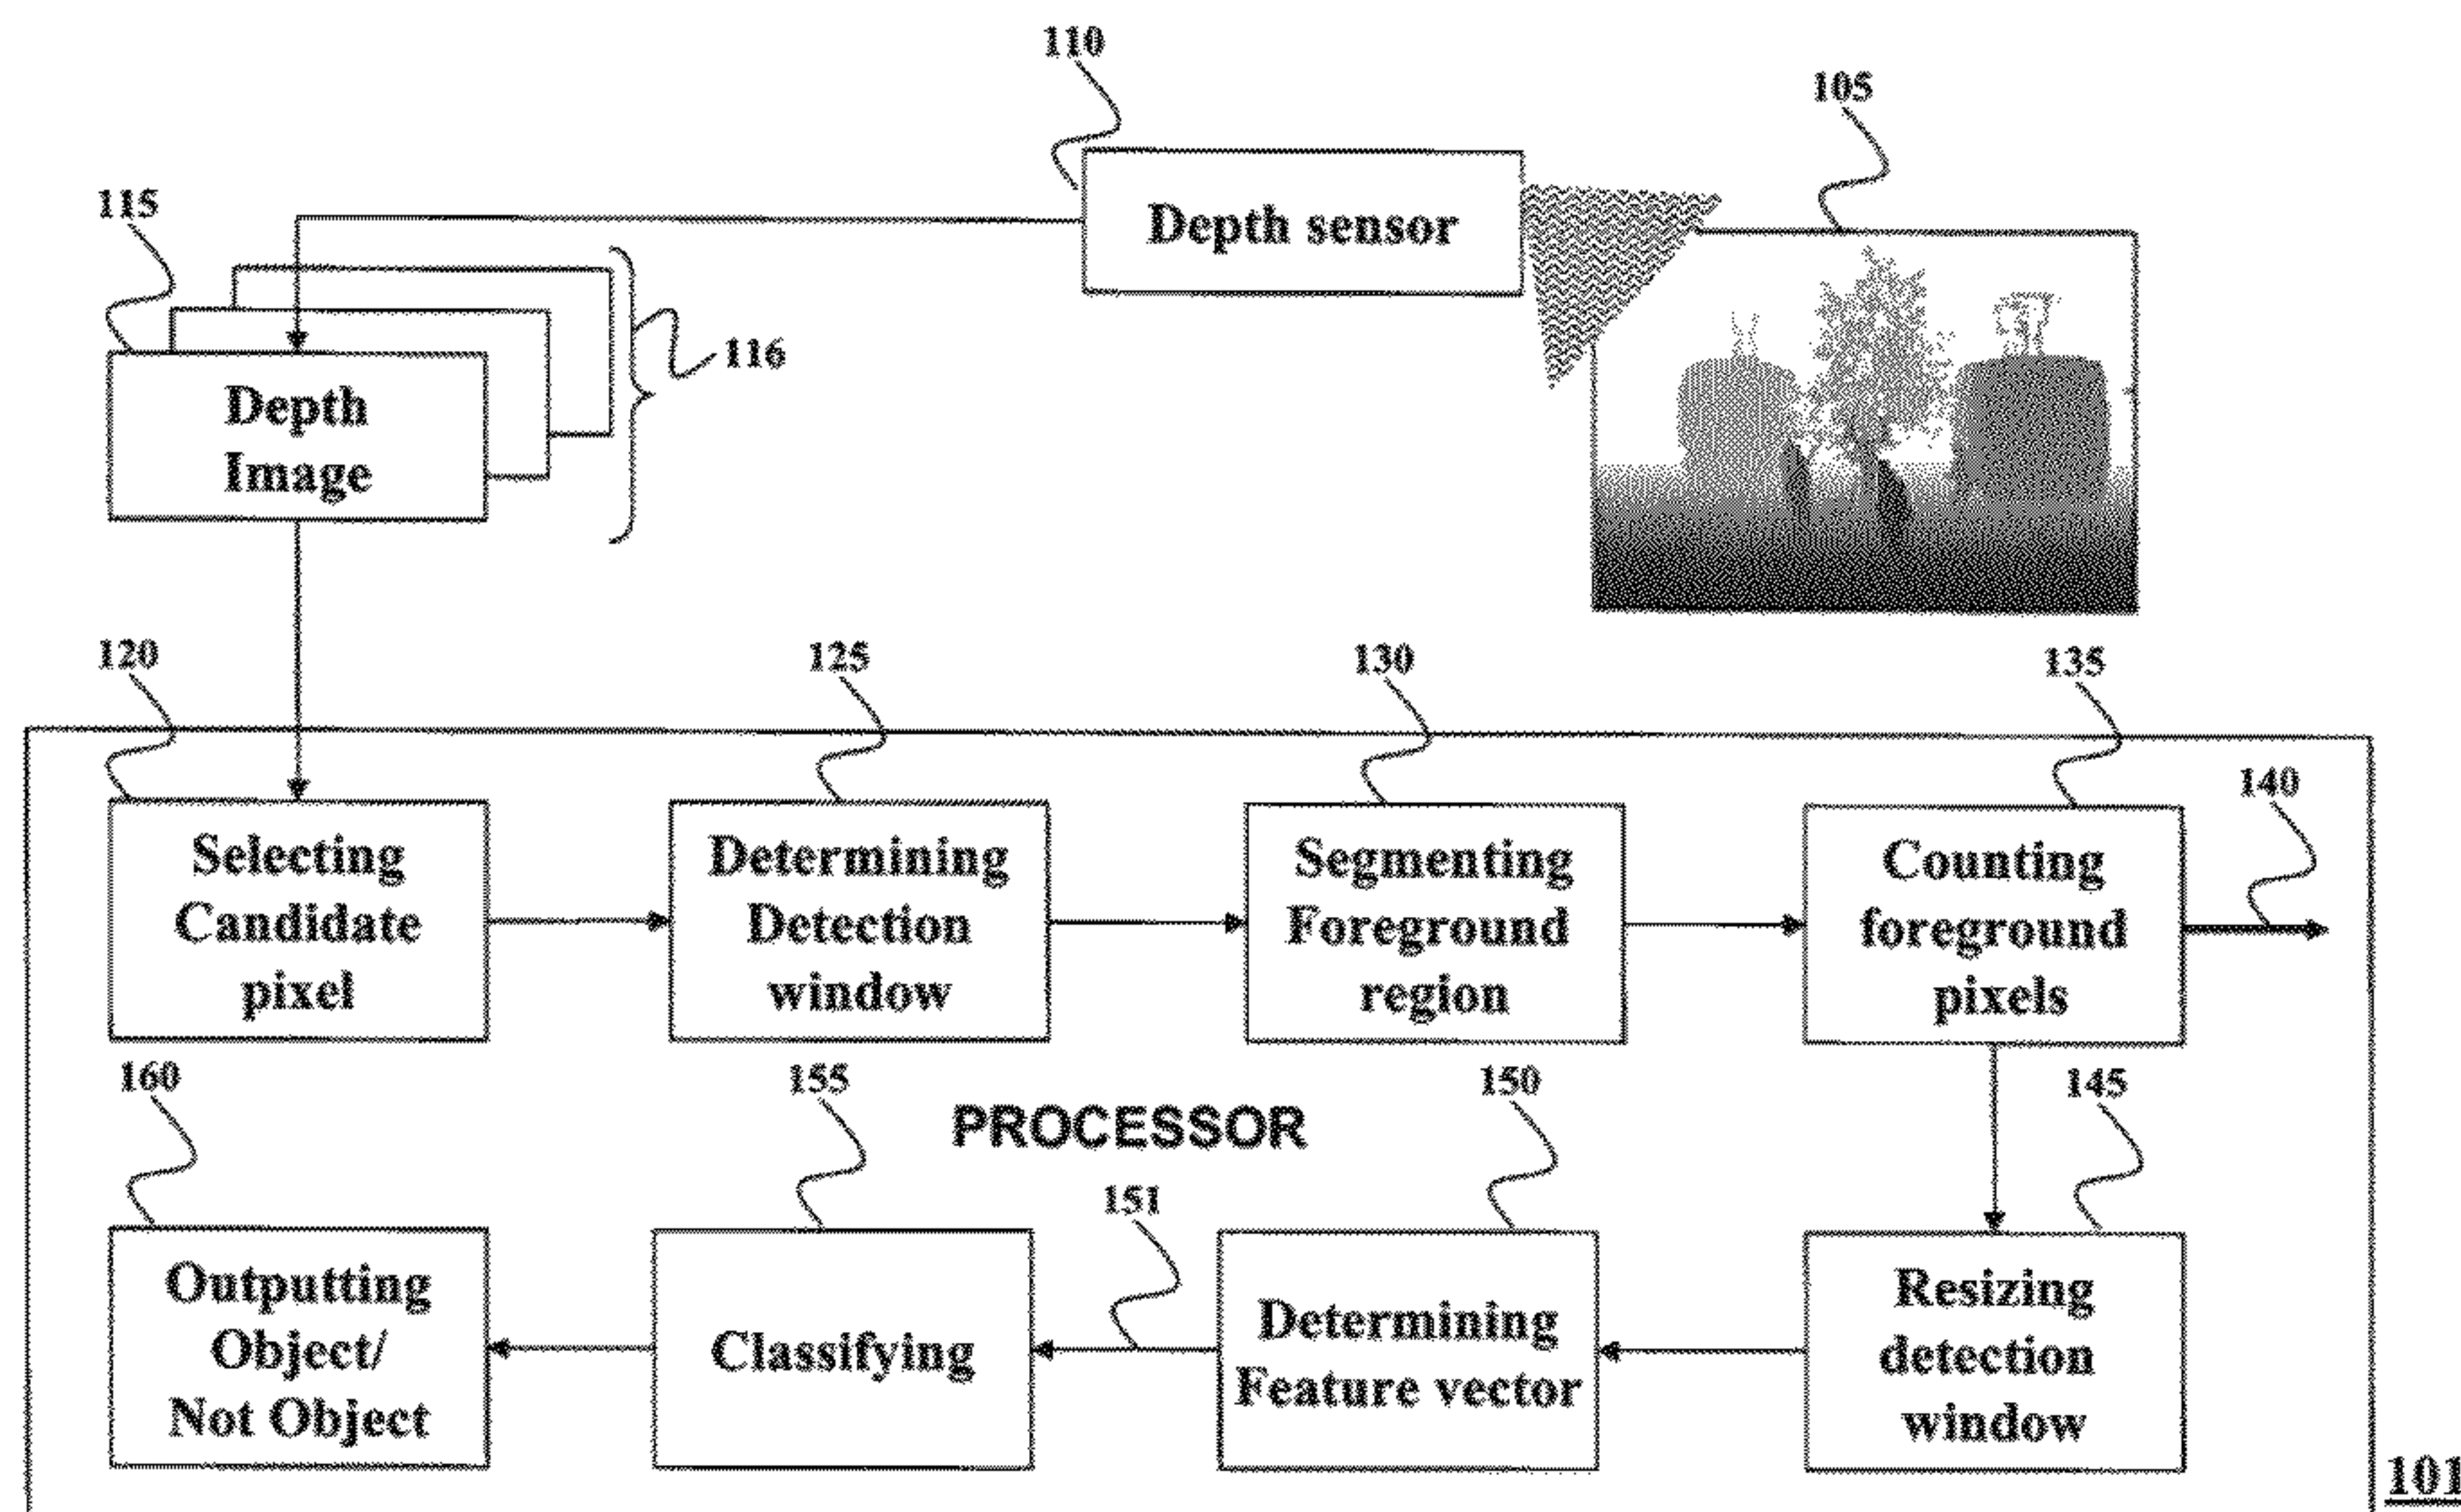 110
105
115
Depth sensor
116
Depth
Image
120
125
130
135
140
Selecting
Candidate
pixel
Determining
Detection
window
Segmenting
Foreground
region
Counting
foreground
pixels
160
155
PROCESSOR
150
145
151
Outputting
Object/
Not Object
Classifying
Determining
Feature vector
Resizing
detection
window
101